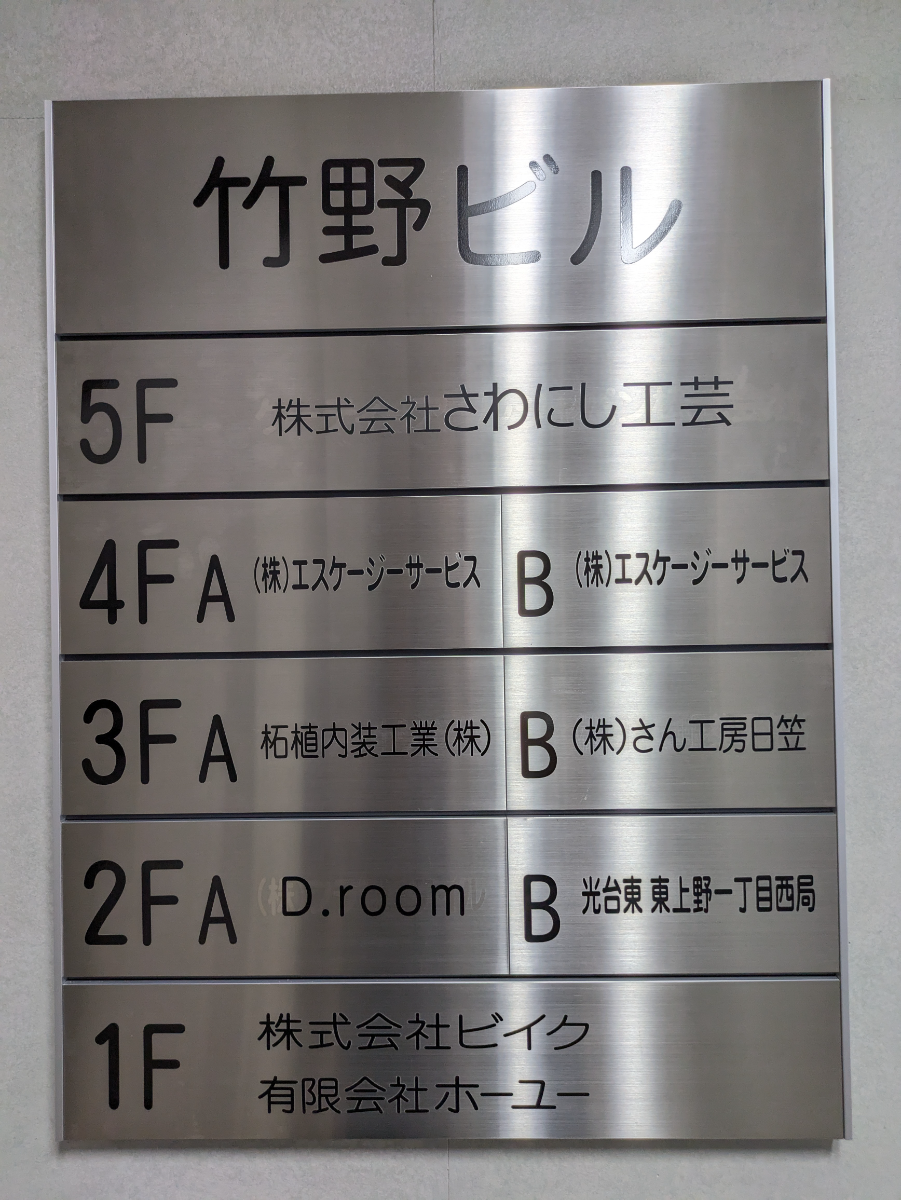 竹野ビル
5F 株式会社さわにし工芸
4F A (株)エスケージーサービス B (株)エスケージーサービス
3F A 柘植内装工業(株) B (株)さん工房日笠
2F A D.room B 光台東 東上野一丁目西局
1F 株式会社ビイク
有限会社ホーユー